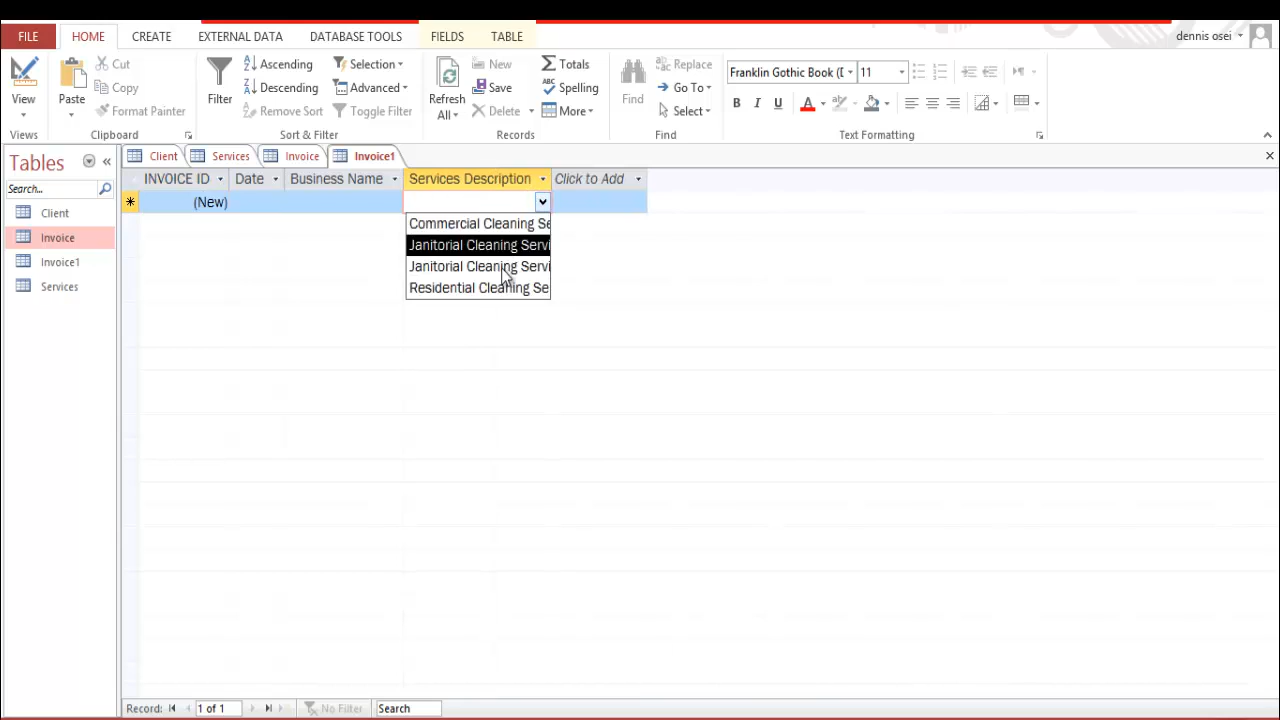 FILE HOME CREATE EXTERNAL DATA DATABASE TOOLS FIELDS TABLE dennis osei
View
Views
Paste
Cut
Copy
Format Painter
Clipboard
Filter
Ascending
Descending
Remove Sort
Selection
Advanced
Toggle Filter
Sort & Filter
Refresh
All
New
Save
Delete
Totals
Spelling
More
Records
Find
Replace
Go To
Select
Find
Franklin Gothic Book (D 11
B I U A
Text Formatting
Tables
Search...
Client
Invoice
Invoice1
Services
Client Services Invoice Invoice1
INVOICE ID Date Business Name Services Description Click to Add
(New)
Commercial Cleaning Se
Janitorial Cleaning Servi
Janitorial Cleaning Servi
Residential Cleaning Se
Record: 1 of 1 No Filter Search